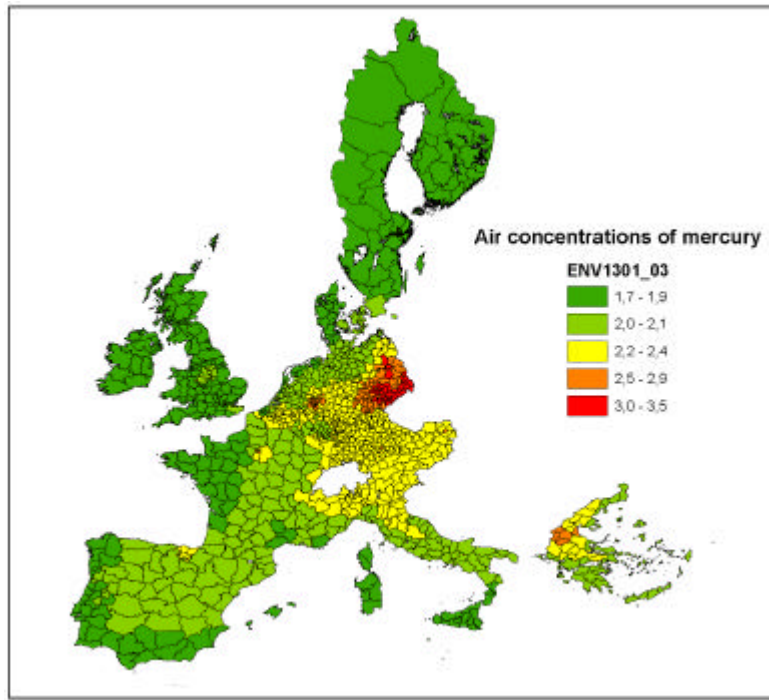 Air concentrations of mercury
ENV1301_03
1,7 - 1,9
2,0 - 2,1
2,2 - 2,4
2,5 - 2,9
3,0 - 3,5